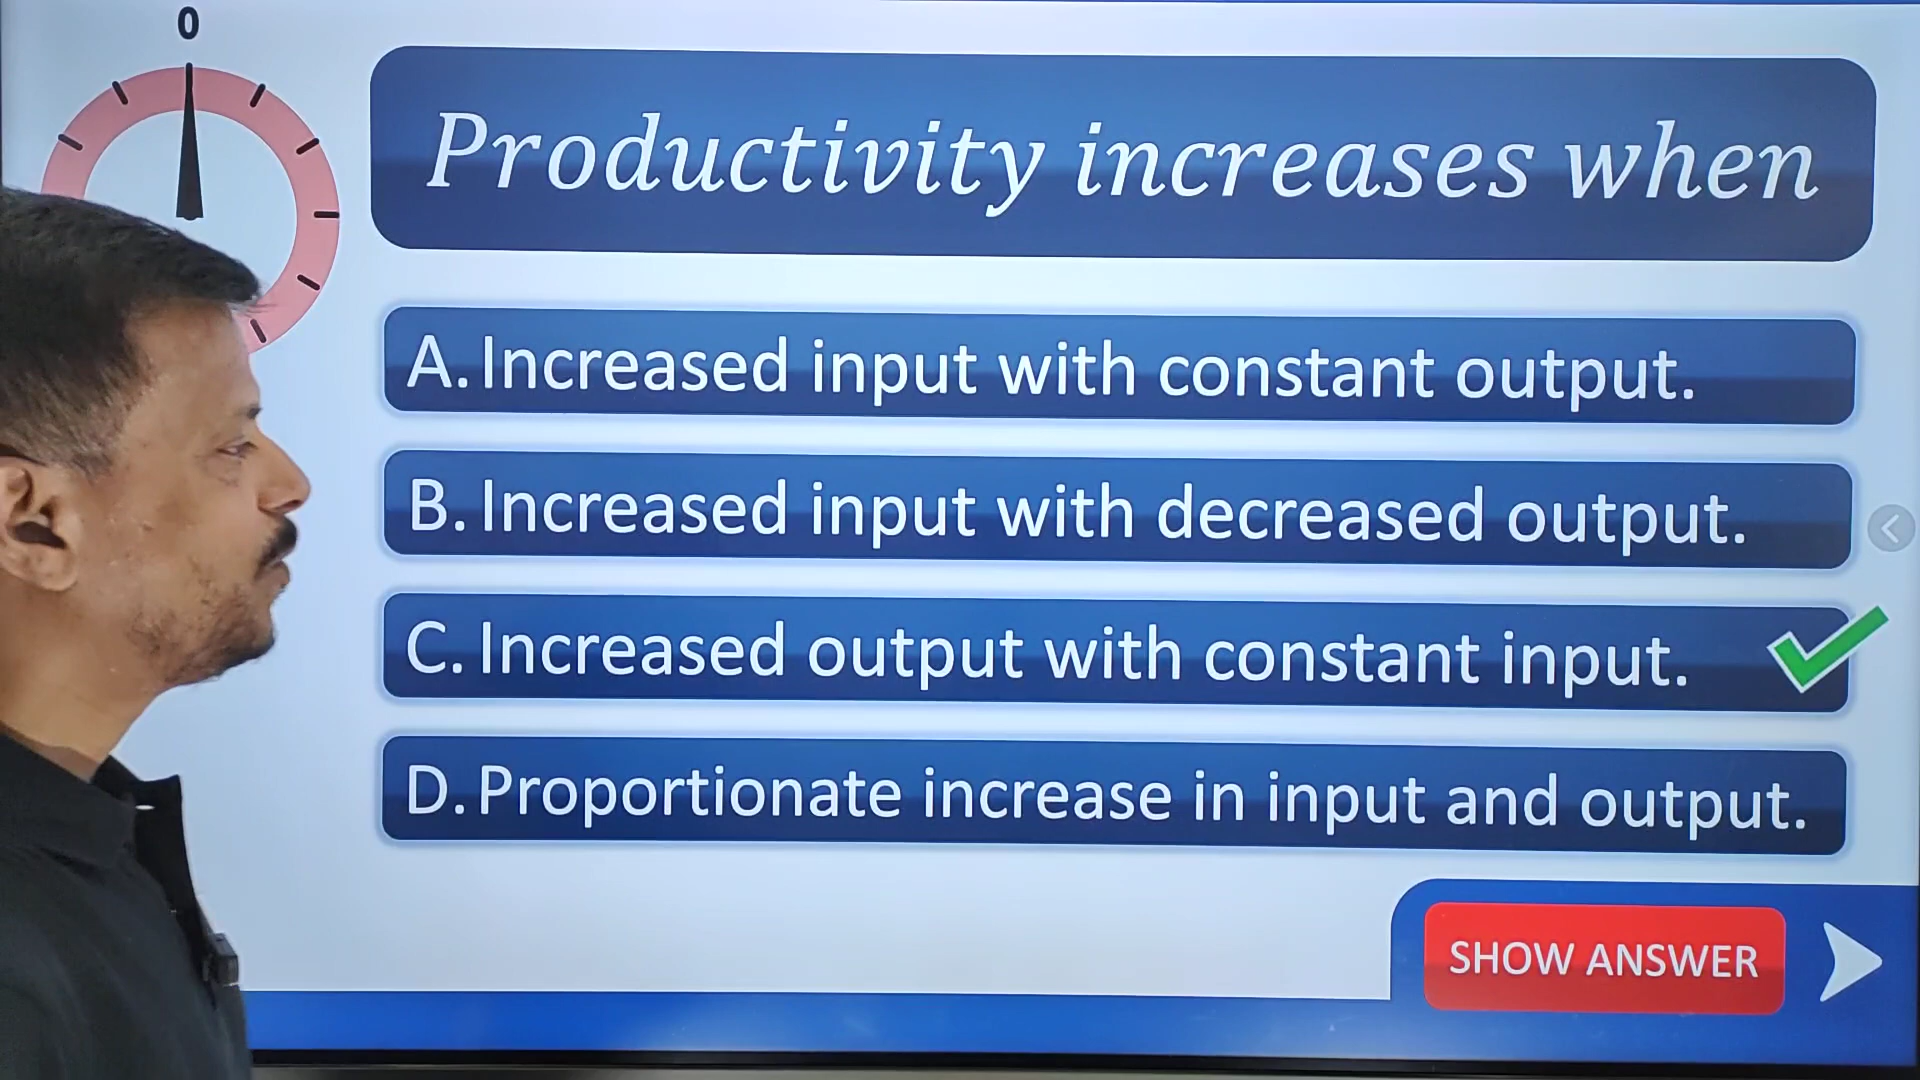 0
Productivity increases when
A. Increased input with constant output.
B. Increased input with decreased output.
C. Increased output with constant input.
D. Proportionate increase in input and output.
SHOW ANSWER